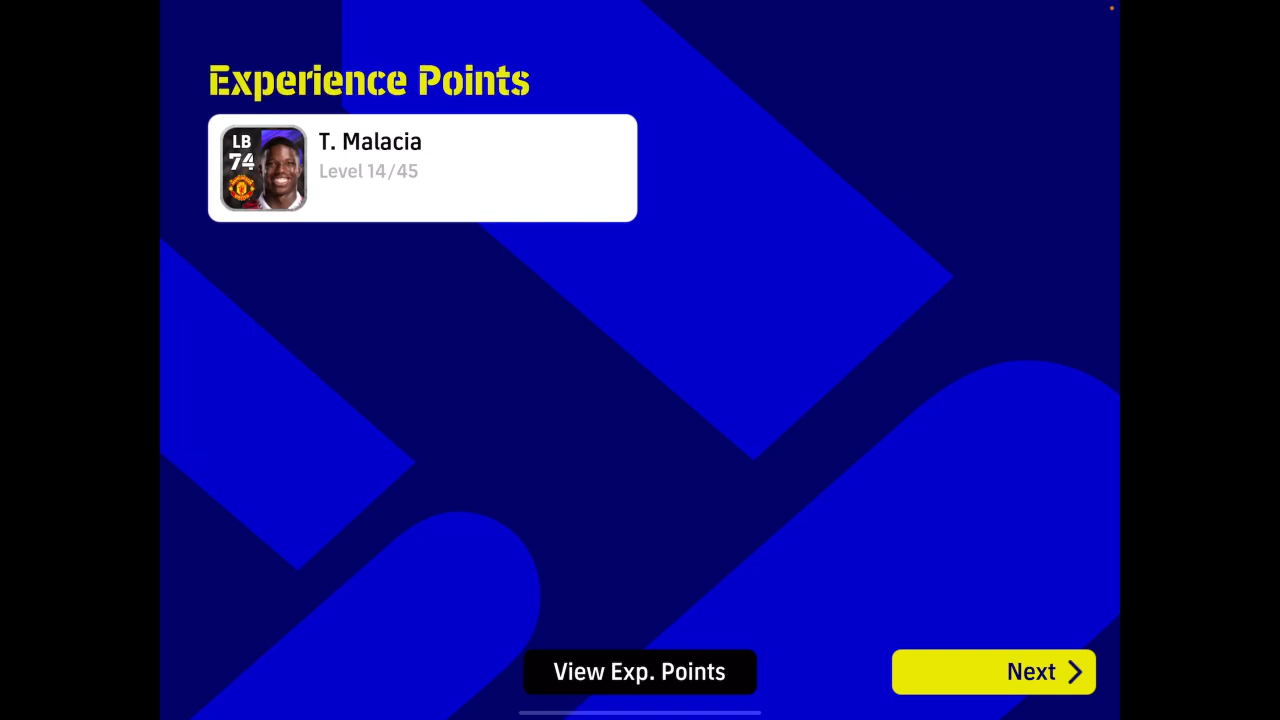 Experience Points
LB
74
T. Malacia
Level 14/45
View Exp. Points
Next